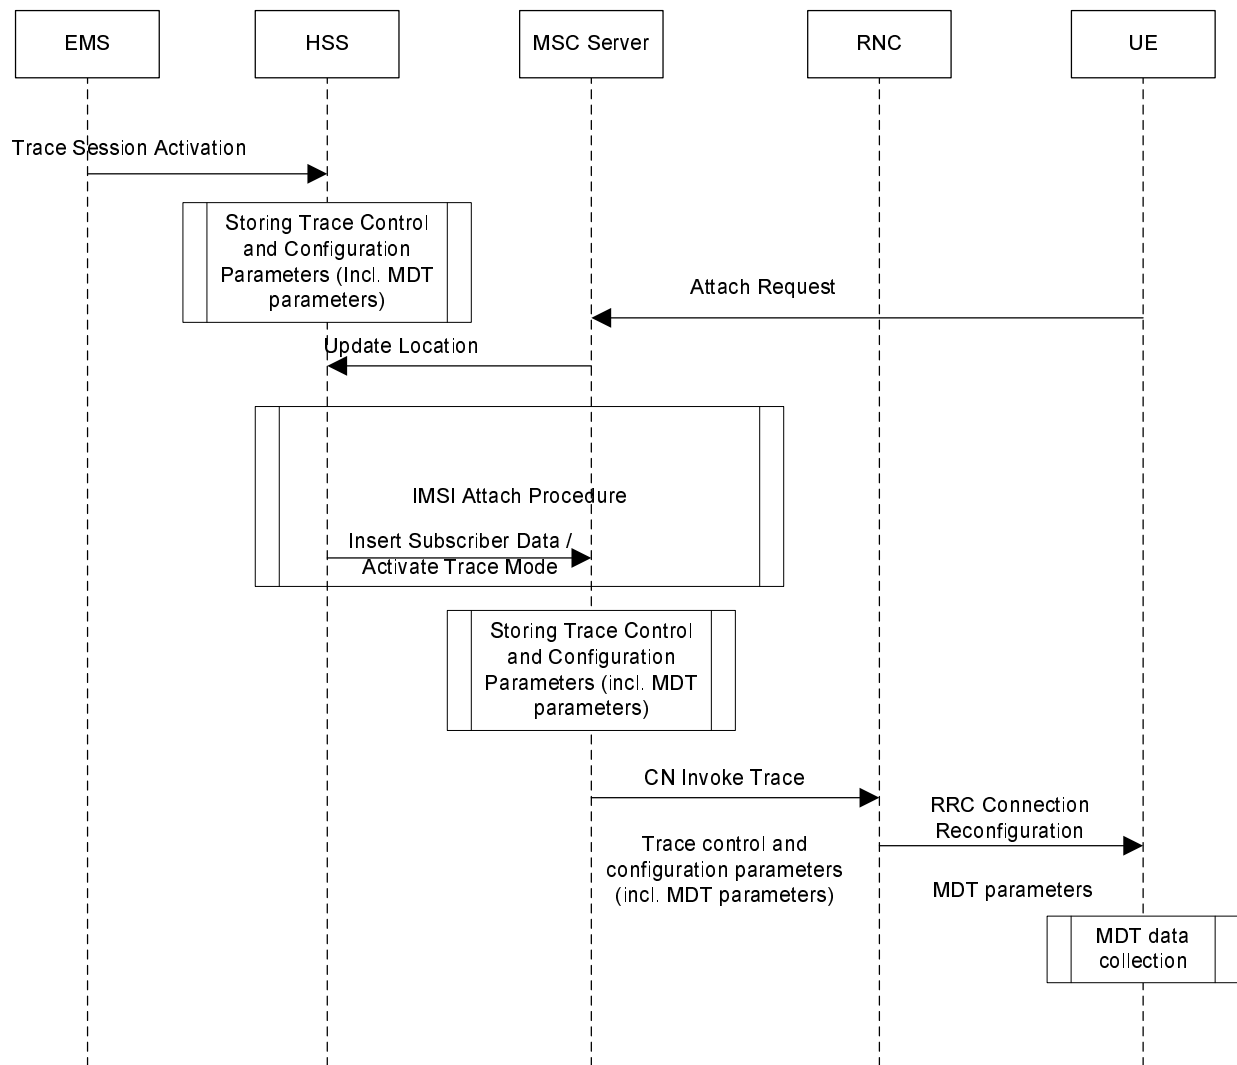 EMS
HSS
MSC Server
RNC
UE
Trace Session Activation
Storing Trace Control
and Configuration
Parameters (Incl. MDT
parameters)
Attach Request
Update Location
IMSI Attach Procedure
Insert Subscriber Data /
Activate Trace Mode
Storing Trace Control
and Configuration
Parameters (incl. MDT
parameters)
CN Invoke Trace
RRC Connection
Reconfiguration
Trace control and
configuration parameters
(incl. MDT parameters)
MDT parameters
MDT data
collection